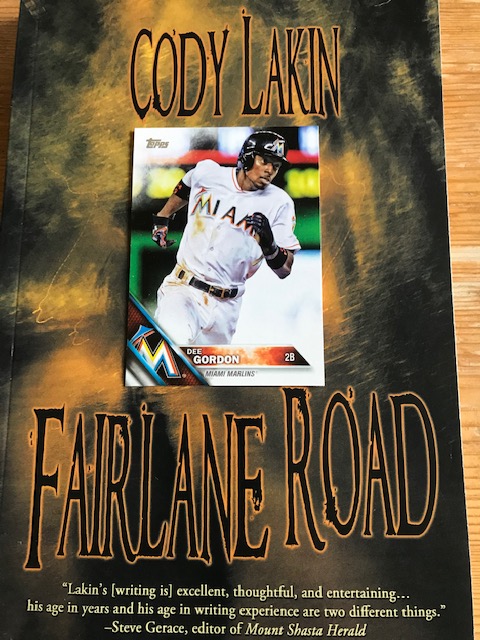 CODY LAKIN
Topps
MIAMI
DEE
GORDON
2B
MIAMI MARLINS
FAIRLANE ROAD
“Lakin’s [writing is] excellent, thoughtful, and entertaining…
his age in years and his age in writing experience are two different things.”
–Steve Gerace, editor of Mount Shasta Herald